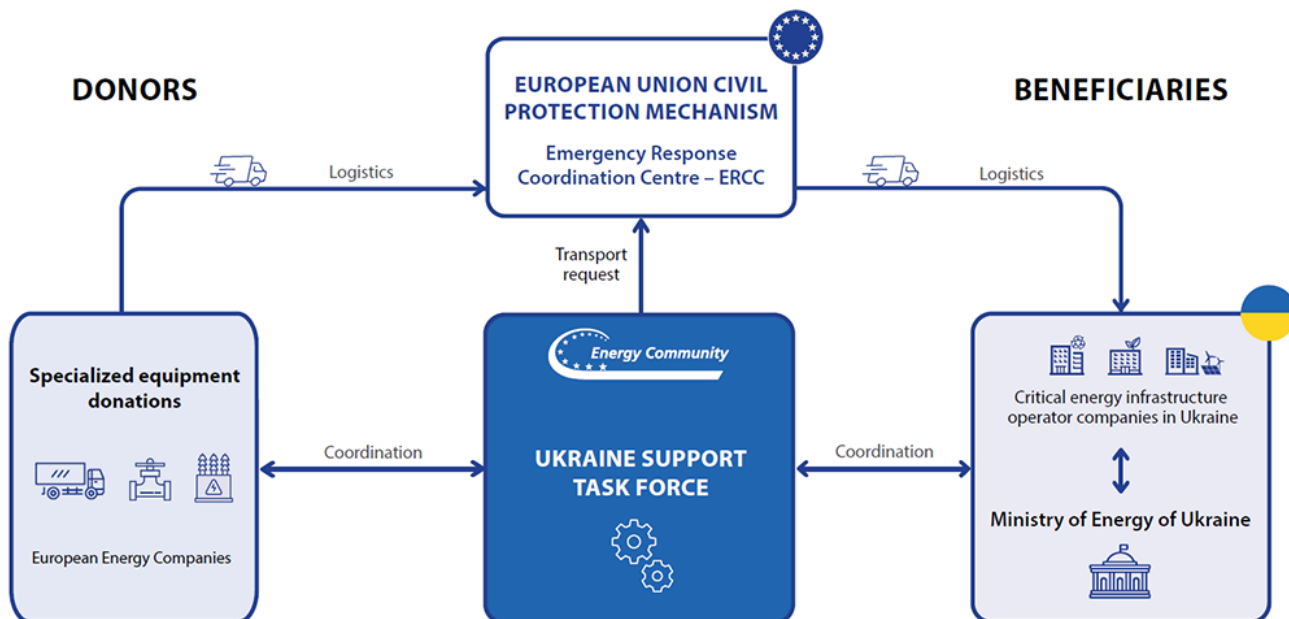 DONORS
EUROPEAN UNION CIVIL
PROTECTION MECHANISM
Emergency Response
Coordination Centre – ERCC
BENEFICIARIES
Logistics
Logistics
Transport
request
Specialized equipment
donations
European Energy Companies
Coordination
Energy Community
UKRAINE SUPPORT
TASK FORCE
Coordination
Critical energy infrastructure
operator companies in Ukraine
Ministry of Energy of Ukraine